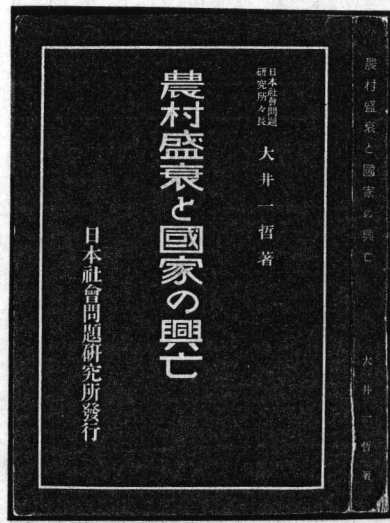 農村盛衰と國家の興亡
大井一哲著
日本社會問題
研究所々長
大井一哲著
農村盛衰と國家の興亡
日本社會問題研究所發行